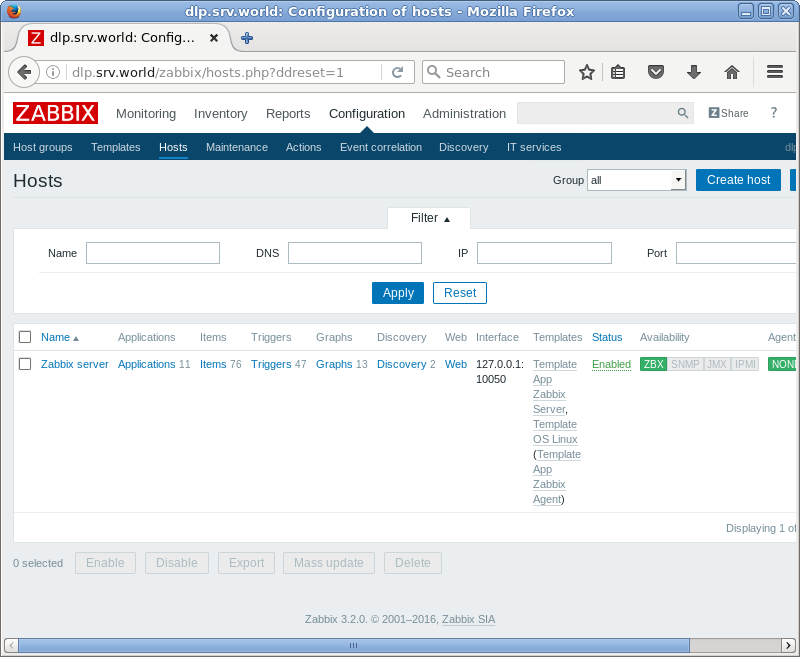 dlp.srv.world: Configuration of hosts - Mozilla Firefox
dlp.srv.world: Config...
dlp.srv.world/zabbix/hosts.php?ddreset=1
Search
ZABBIX Monitoring Inventory Reports Configuration Administration Z Share ?
Host groups Templates Hosts Maintenance Actions Event correlation Discovery IT services dlp
Hosts Group all Create host
Filter ▲
Name DNS IP Port
Apply Reset
Name ▲ Applications Items Triggers Graphs Discovery Web Interface Templates Status Availability Agent
Zabbix server Applications 11 Items 76 Triggers 47 Graphs 13 Discovery 2 Web 127.0.0.1: Template Enabled ZBX SNMP JMX IPMI NONE
10050 App
Zabbix
Server,
Template
OS Linux
(Template
App
Zabbix
Agent)
Displaying 1 of
0 selected Enable Disable Export Mass update Delete
Zabbix 3.2.0. © 2001–2016, Zabbix SIA